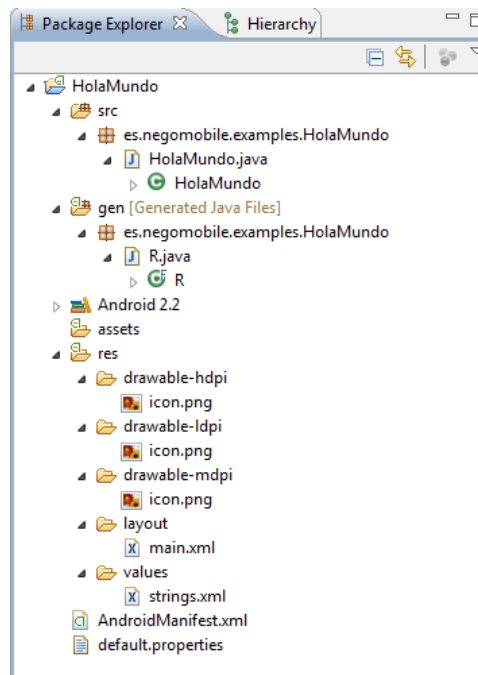 Package Explorer Hierarchy
HolaMundo
src
es.negomobile.examples.HolaMundo
HolaMundo.java
HolaMundo
gen [Generated Java Files]
es.negomobile.examples.HolaMundo
R.java
R
Android 2.2
assets
res
drawable-hdpi
icon.png
drawable-ldpi
icon.png
drawable-mdpi
icon.png
layout
main.xml
values
strings.xml
AndroidManifest.xml
default.properties